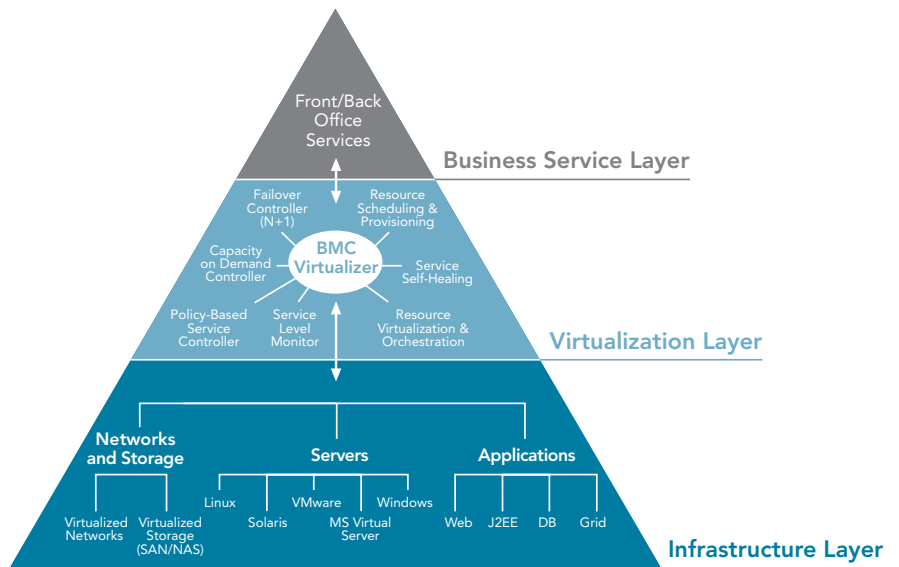 Front/Back
Office
Services
Business Service Layer
Failover
Controller
(N+1)
Resource
Scheduling &
Provisioning
BMC
Virtualizer
Capacity
on Demand
Controller
Service
Self-Healing
Policy-Based
Service
Controller
Service
Level
Monitor
Resource
Virtualization &
Orchestration
Virtualization Layer
Networks
and Storage
Servers
Applications
Virtualized
Networks
Virtualized
Storage
(SAN/NAS)
Linux
Solaris
VMware
MS Virtual
Server
Windows
Web
J2EE
DB
Grid
Infrastructure Layer